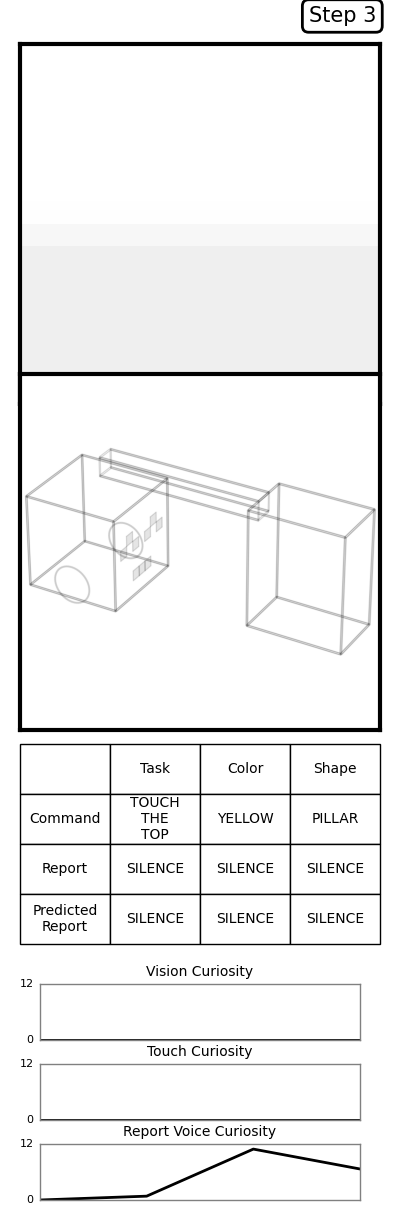 Step 3
Task Color Shape
Command TOUCH THE TOP YELLOW PILLAR
Report SILENCE SILENCE SILENCE
Predicted Report SILENCE SILENCE SILENCE
Vision Curiosity
12
0
Touch Curiosity
12
0
Report Voice Curiosity
12
0